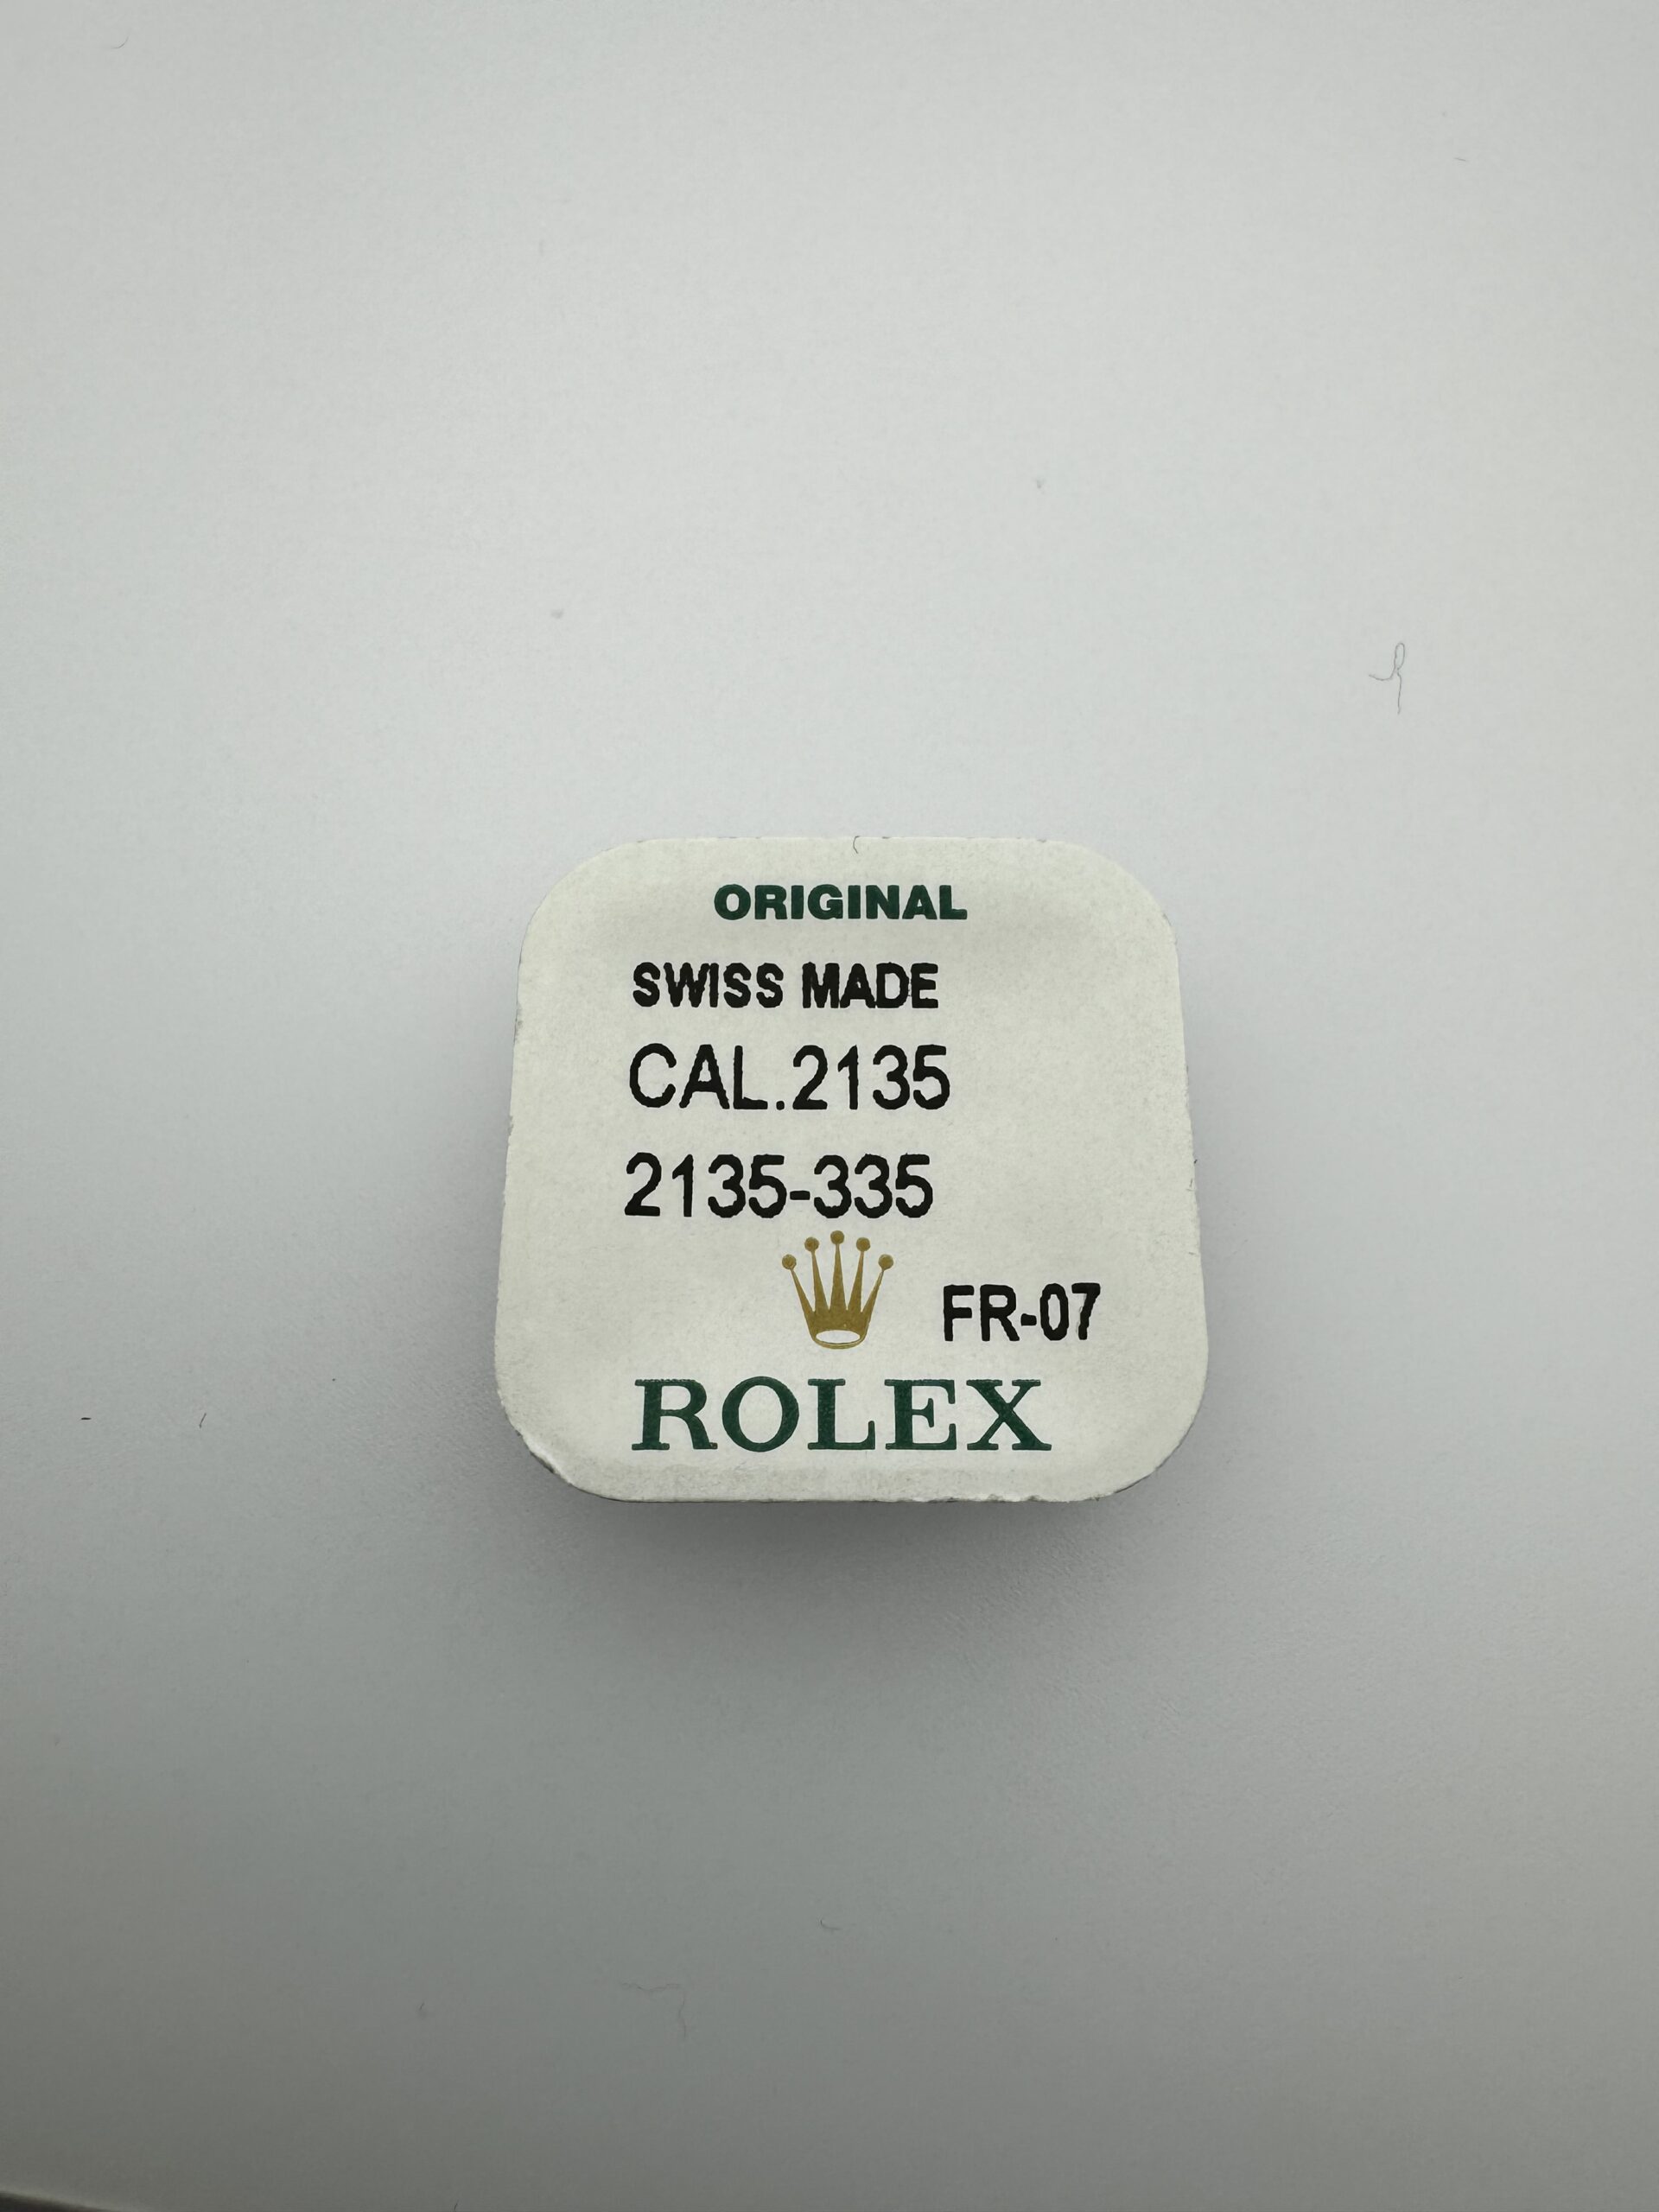 ORIGINAL
SWISS MADE
CAL.2135
2135-335
FR-07
ROLEX